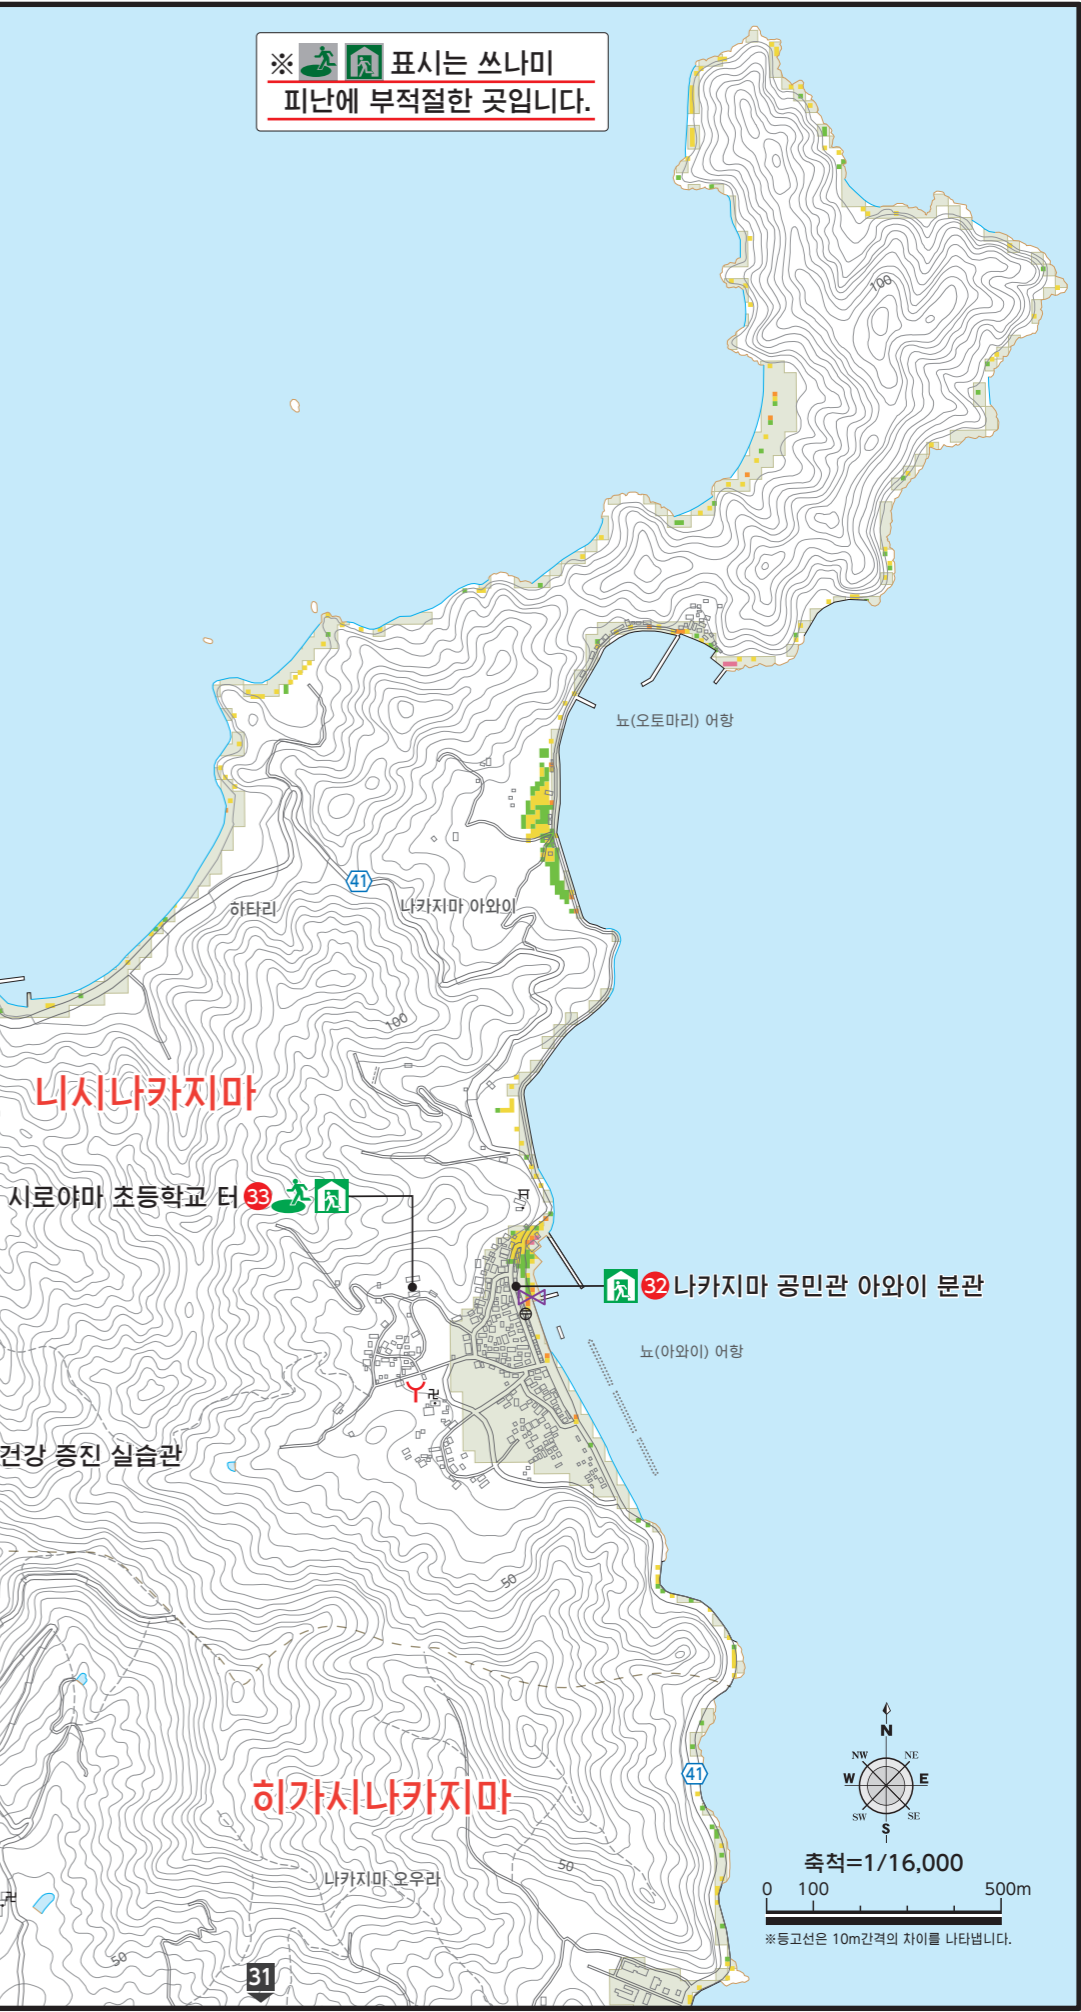 ※ 표시는 쓰나미
피난에 부적절한 곳입니다.
100
뇨(오토마리) 어항
41
하타리
나카지마 아와이
100
니시나카지마
시로야마 초등학교 터 33
32 나카지마 공민관 아와이 분관
뇨(아와이) 어항
건강 증진 실습관
50
N
NW NE
W E
SW SE
S
41
히가시나카지마
축척=1/16,000
나카지마 오우라
50
0 100 500m
※등고선은 10m간격의 차이를 나타냅니다.
50
31